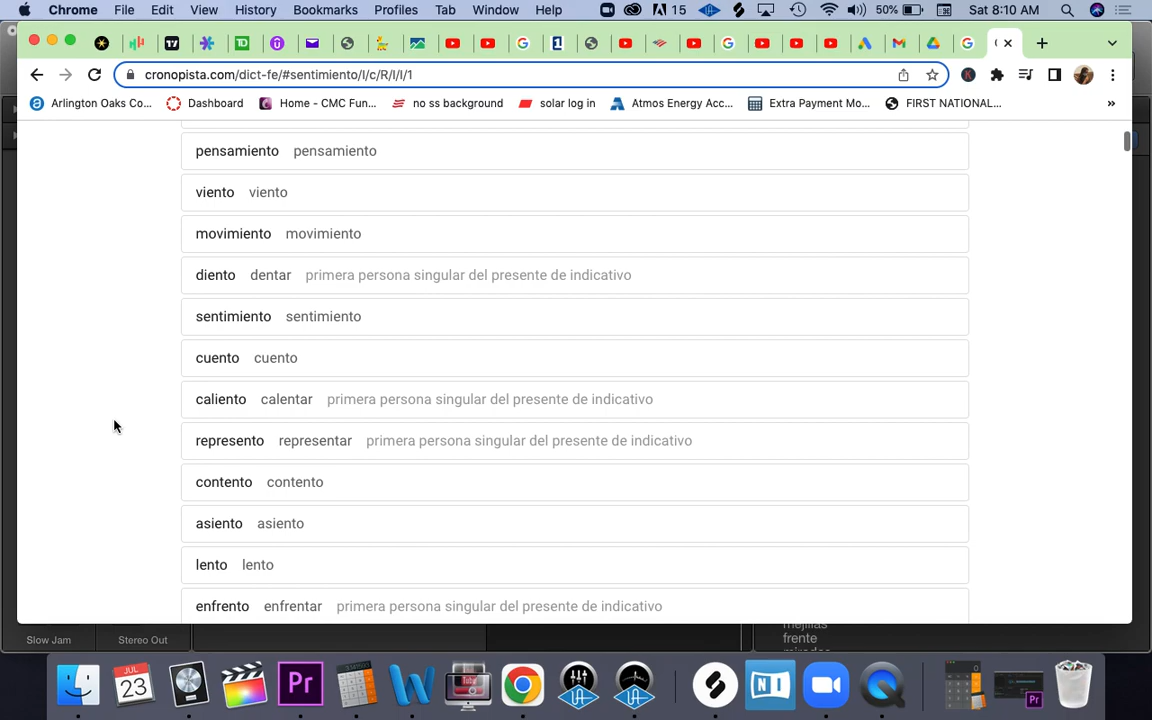 Chrome File Edit View History Bookmarks Profiles Tab Window Help 15 50% Sat 8:10 AM
cronopista.com/dict-fe/#sentimiento/I/c/R/I/I/1
Arlington Oaks Co... Dashboard Home - CMC Fun... no ss background solar log in Atmos Energy Acc... Extra Payment Mo... FIRST NATIONAL... »
pensamiento pensamiento
viento viento
movimiento movimiento
diento dentar primera persona singular del presente de indicativo
sentimiento sentimiento
cuento cuento
caliento calentar primera persona singular del presente de indicativo
represento representar primera persona singular del presente de indicativo
contento contento
asiento asiento
lento lento
enfrento enfrentar primera persona singular del presente de indicativo
Slow Jam Stereo Out
mejillas
frente
JUL
23
Pr
Pr